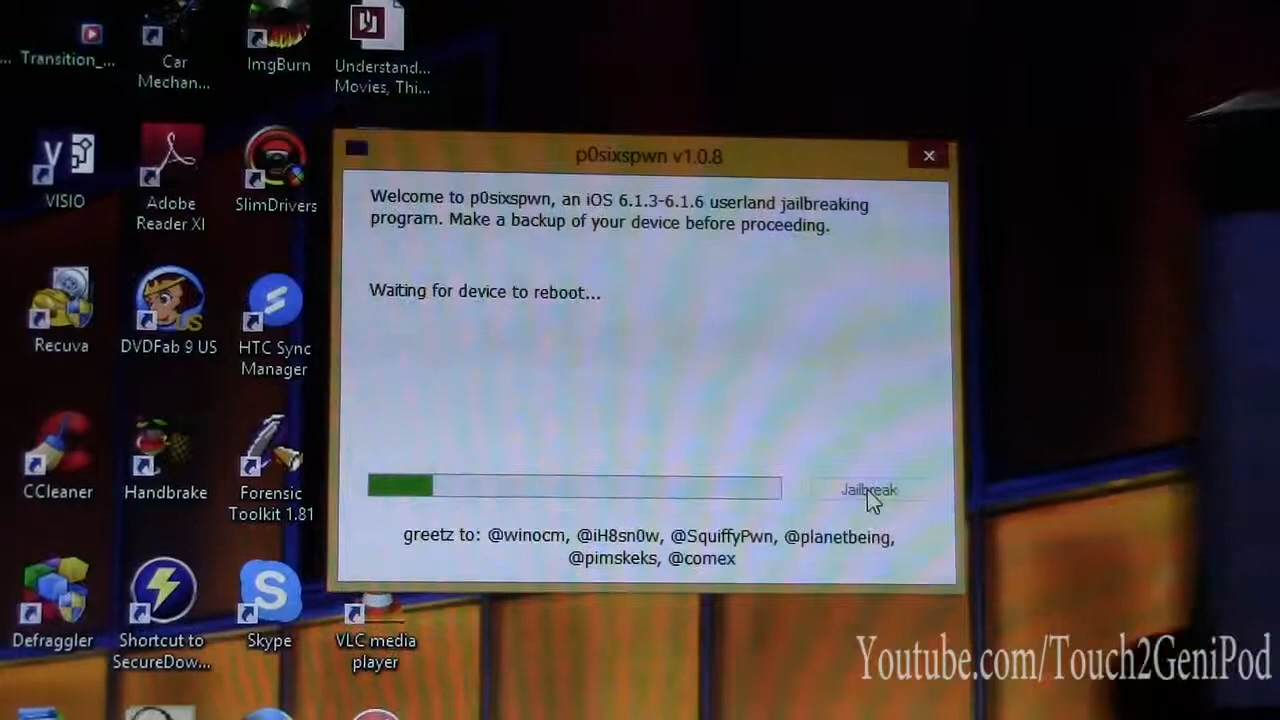 Transition_...
Car
Mechan...
ImgBurn
Understand...
Movies, Thi...
VISIO
Adobe
Reader XI
SlimDrivers
Recuva
DVDFab 9 US
HTC Sync
Manager
CCleaner
Handbrake
Forensic
Toolkit 1.81
Defraggler
Shortcut to
SecureDow...
Skype
VLC media
player
p0sixspwn v1.0.8
Welcome to p0sixspwn, an iOS 6.1.3-6.1.6 userland jailbreaking
program. Make a backup of your device before proceeding.
Waiting for device to reboot...
Jailbreak
greetz to: @winocm, @iH8sn0w, @SquiffyPwn, @planetbeing,
@pimskeks, @comex
Youtube.com/Touch2GeniPod